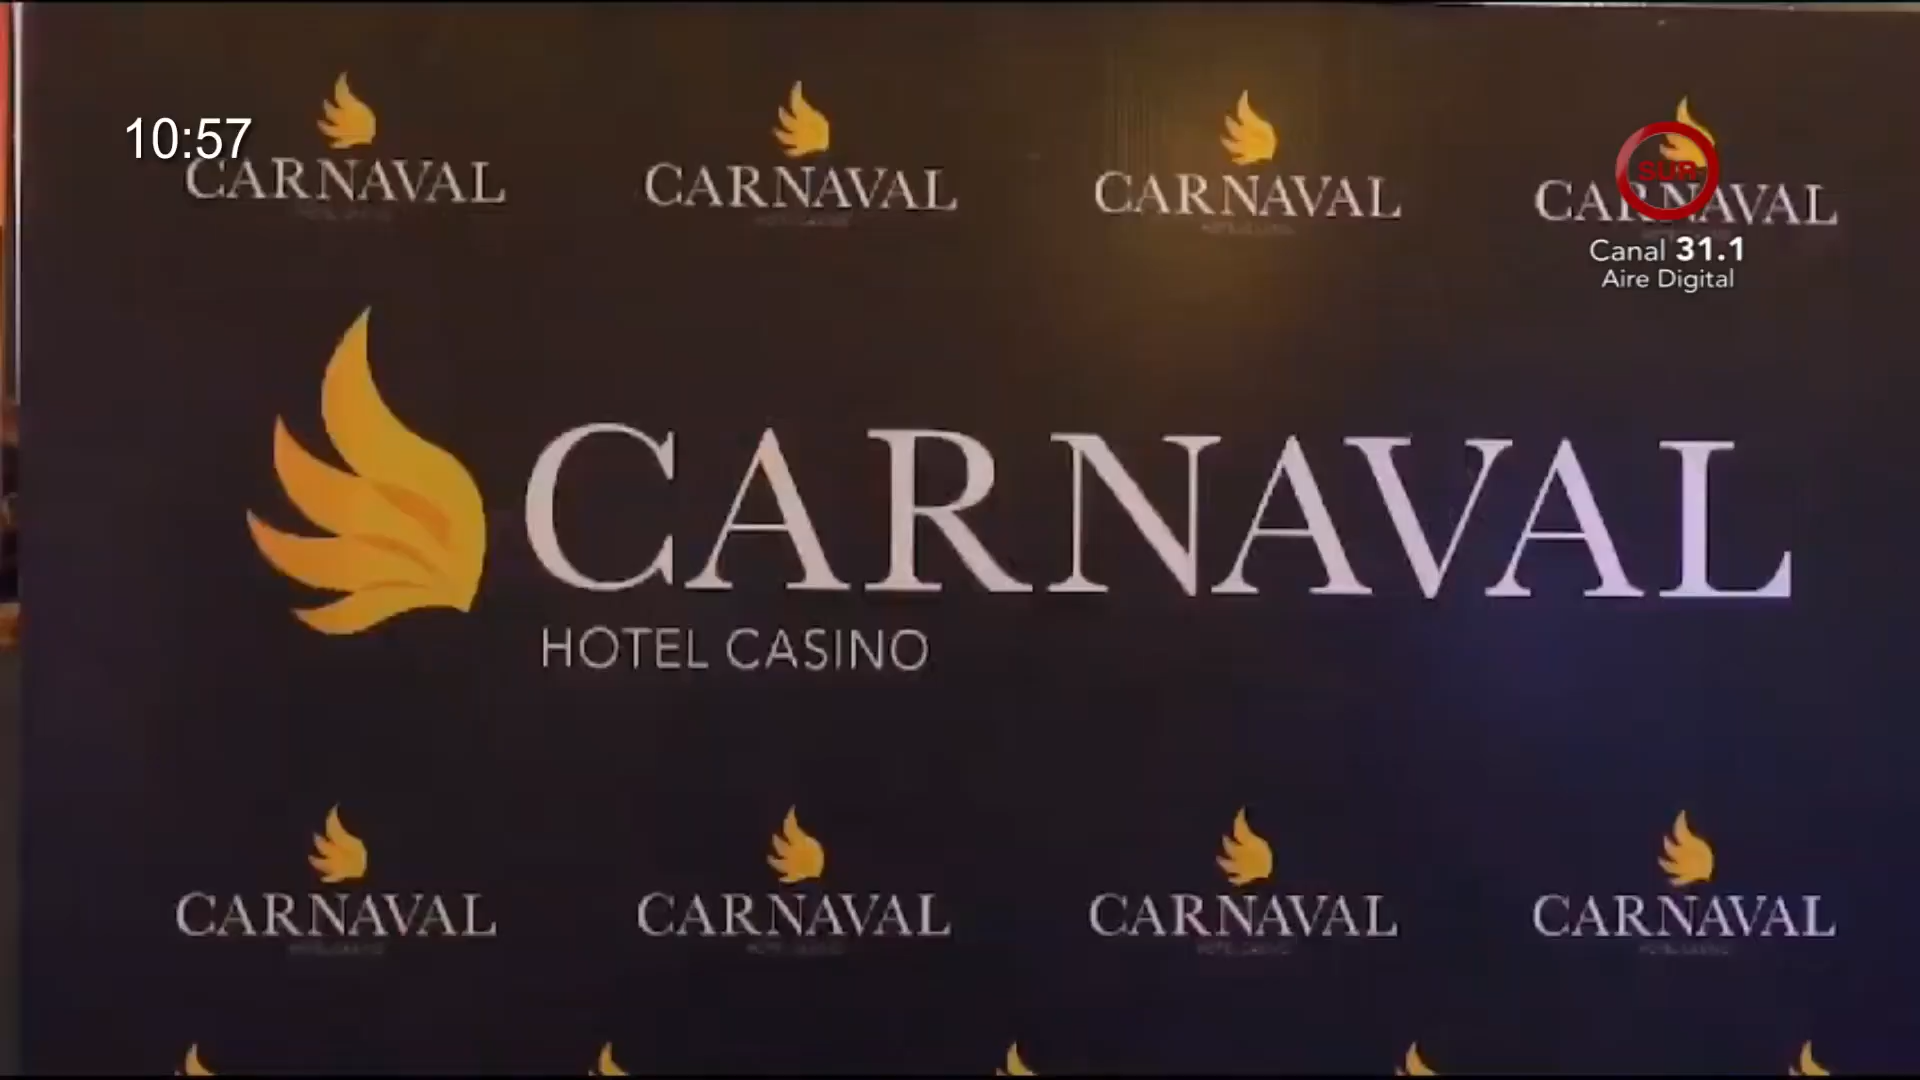 10:57
CARNAVAL
CARNAVAL
CARNAVAL
CARNAVAL
SUR
Canal 31.1
Aire Digital
CARNAVAL
HOTEL CASINO
CARNAVAL
CARNAVAL
CARNAVAL
CARNAVAL